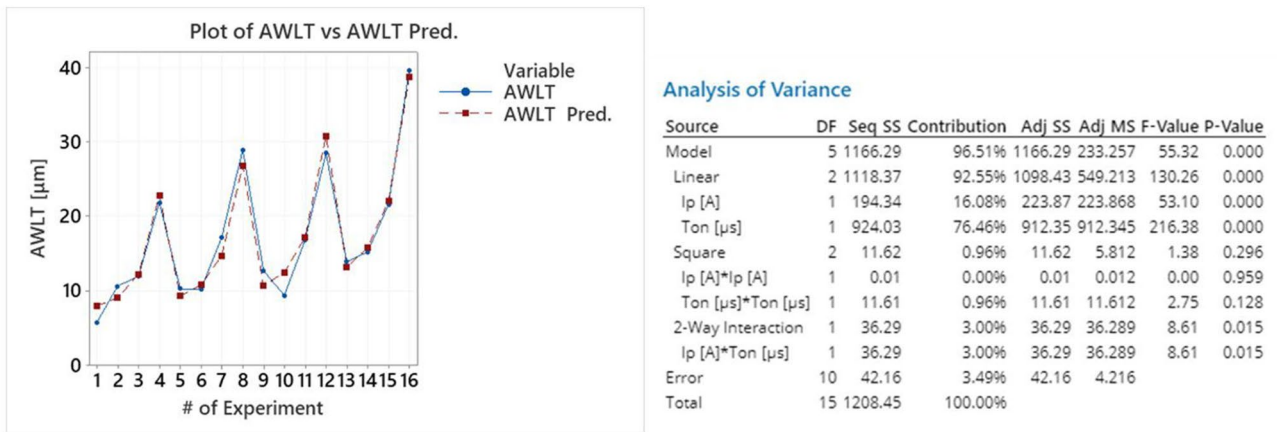 Plot of AWLT vs AWLT Pred.
Variable
AWLT
AWLT Pred.
AWLT [µm]
40
30
20
10
0
1 2 3 4 5 6 7 8 9 10 11 12 13 14 15 16
# of Experiment
Analysis of Variance
Source DF Seq SS Contribution Adj SS Adj MS F-Value P-Value
Model 5 1166.29 96.51% 1166.29 233.257 55.32 0.000
Linear 2 1118.37 92.55% 1098.43 549.213 130.26 0.000
Ip [A] 1 194.34 16.08% 223.87 223.868 53.10 0.000
Ton [µs] 1 924.03 76.46% 912.35 912.345 216.38 0.000
Square 2 11.62 0.96% 11.62 5.812 1.38 0.296
Ip [A]*Ip [A] 1 0.01 0.00% 0.01 0.012 0.00 0.959
Ton [µs]*Ton [µs] 1 11.61 0.96% 11.61 11.612 2.75 0.128
2-Way Interaction 1 36.29 3.00% 36.29 36.289 8.61 0.015
Ip [A]*Ton [µs] 1 36.29 3.00% 36.29 36.289 8.61 0.015
Error 10 42.16 3.49% 42.16 4.216
Total 15 1208.45 100.00%